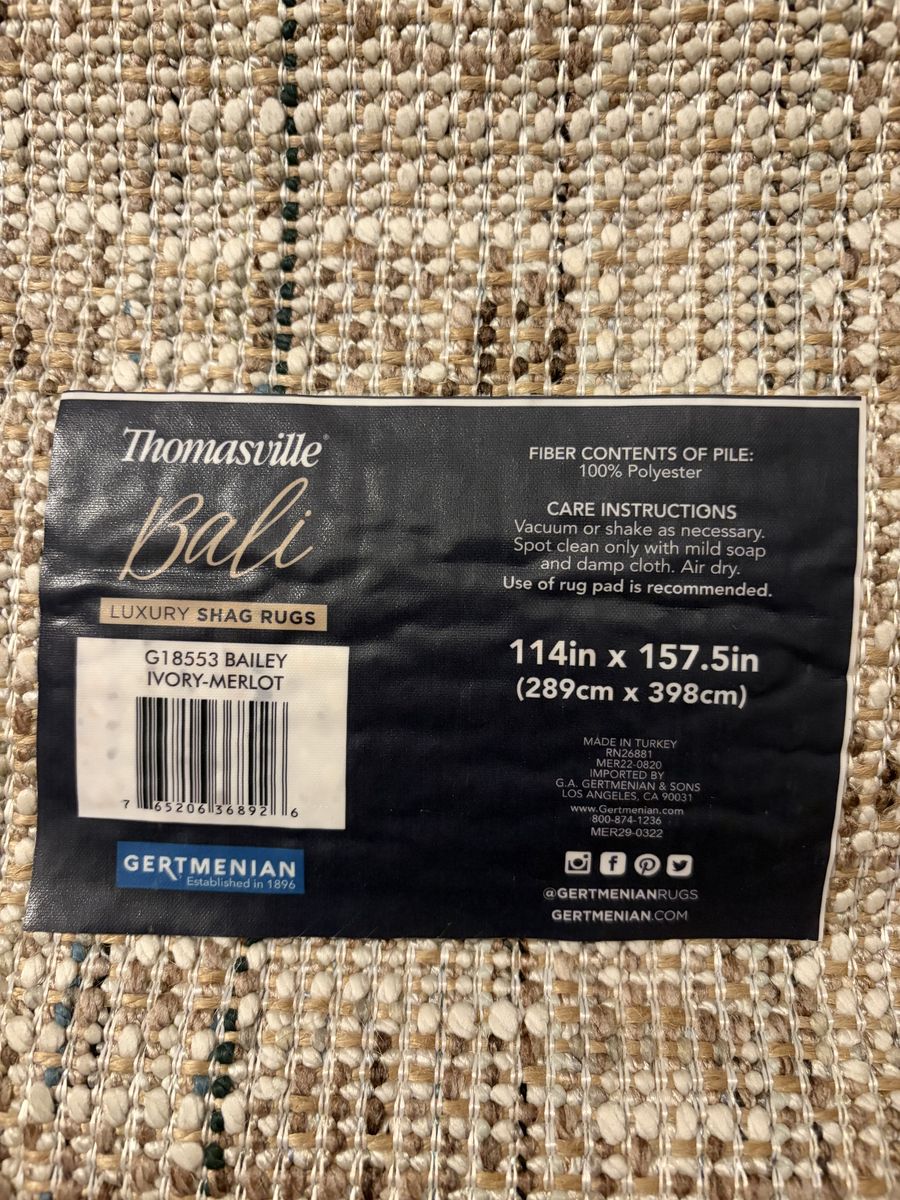 Thomasville®
Bali
LUXURY SHAG RUGS
G18553 BAILEY
IVORY-MERLOT
7 65206 36892 6
GERTMENIAN
Established in 1896
FIBER CONTENTS OF PILE:
100% Polyester
CARE INSTRUCTIONS
Vacuum or shake as necessary.
Spot clean only with mild soap
and damp cloth. Air dry.
Use of rug pad is recommended.
114in x 157.5in
(289cm x 398cm)
MADE IN TURKEY
RN26881
MER22-0820
IMPORTED BY
G.A. GERTMENIAN & SONS
LOS ANGELES, CA 90031
www.Gertmenian.com
800-874-1236
MER29-0322
@GERTMENIANRUGS
GERTMENIAN.COM